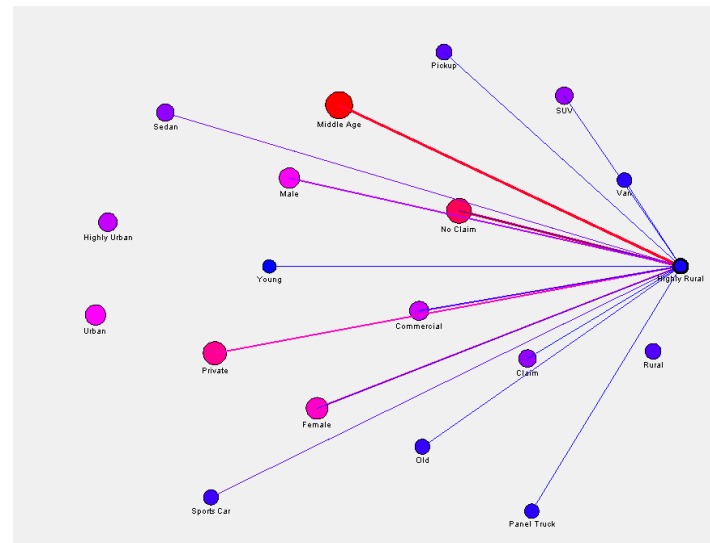 Pickup
SUV
Sedan
Middle Age
Male
Van
Highly Urban
No Claim
Young
Highly Rural
Urban
Commercial
Private
Claim
Rural
Female
Old
Sports Car
Panel Truck